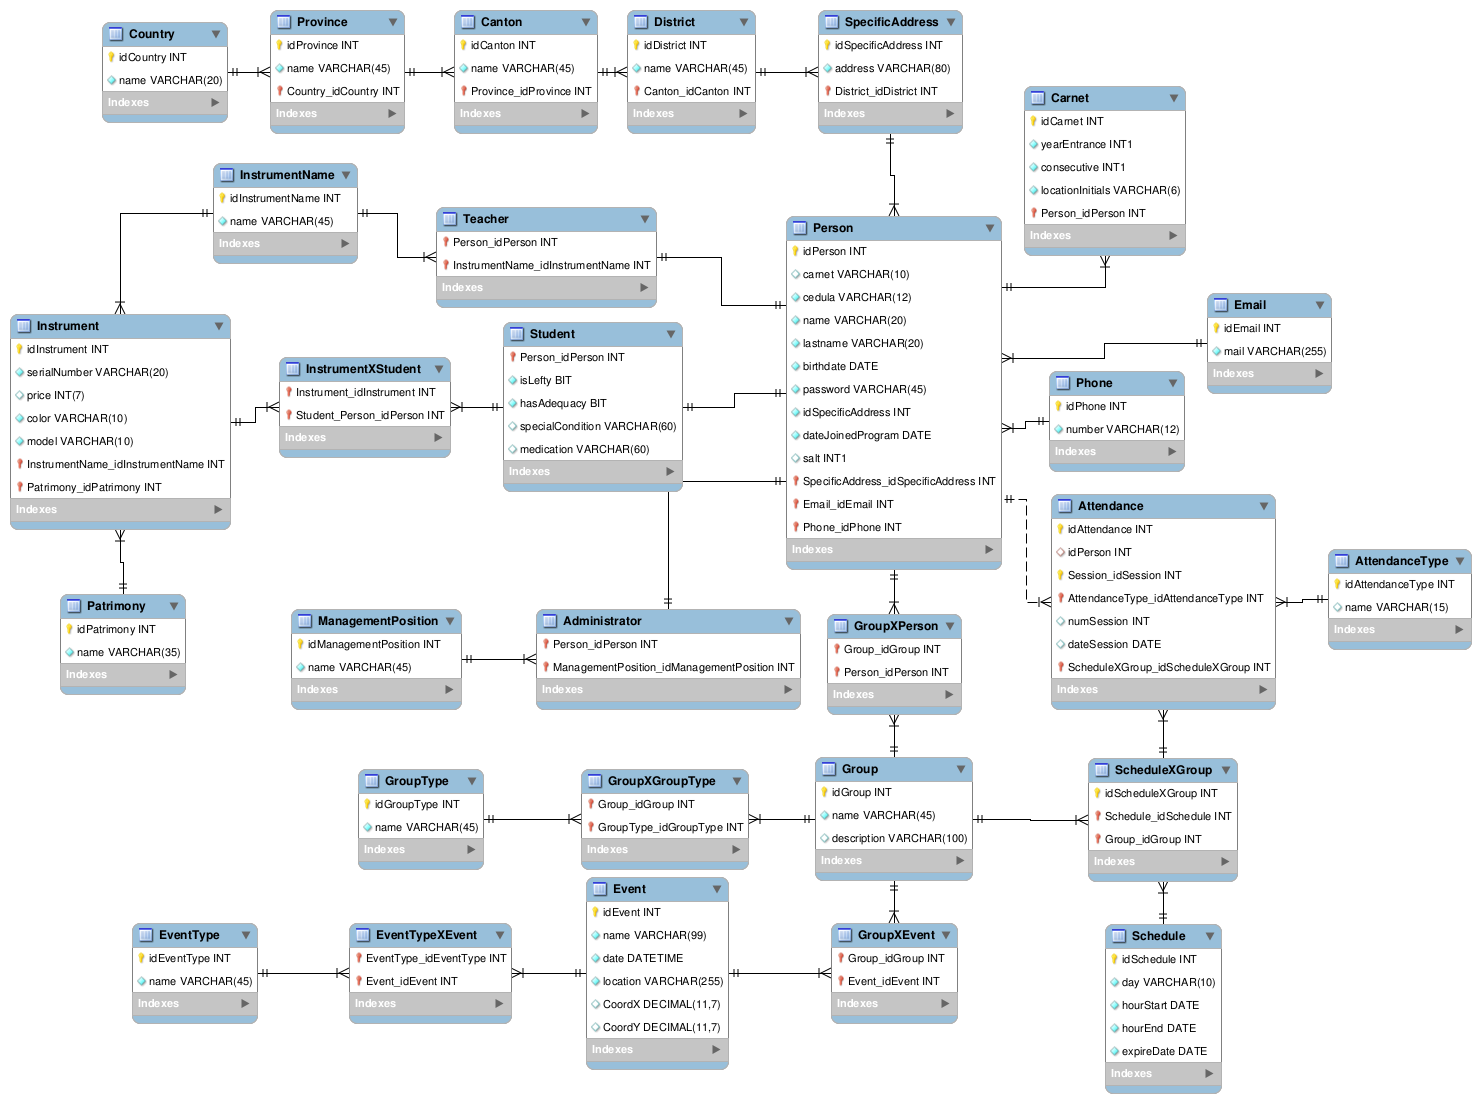 Country
idCountry INT
name VARCHAR(20)
Indexes
Province
idProvince INT
name VARCHAR(45)
Country_idCountry INT
Indexes
Canton
idCanton INT
name VARCHAR(45)
Province_idProvince INT
Indexes
District
idDistrict INT
name VARCHAR(45)
Canton_idCanton INT
Indexes
SpecificAddress
idSpecificAddress INT
address VARCHAR(80)
District_idDistrict INT
Indexes
Carnet
idCarnet INT
yearEntrance INT1
consecutive INT1
locationInitials VARCHAR(6)
Person_idPerson INT
Indexes
InstrumentName
idInstrumentName INT
name VARCHAR(45)
Indexes
Teacher
Person_idPerson INT
InstrumentName_idInstrumentName INT
Indexes
Person
idPerson INT
carnet VARCHAR(10)
cedula VARCHAR(12)
name VARCHAR(20)
lastname VARCHAR(20)
birthdate DATE
password VARCHAR(45)
idSpecificAddress INT
dateJoinedProgram DATE
salt INT1
SpecificAddress_idSpecificAddress INT
Email_idEmail INT
Phone_idPhone INT
Indexes
Email
idEmail INT
mail VARCHAR(255)
Indexes
Instrument
idInstrument INT
serialNumber VARCHAR(20)
price INT(7)
color VARCHAR(10)
model VARCHAR(10)
InstrumentName_idInstrumentName INT
Patrimony_idPatrimony INT
Indexes
InstrumentXStudent
Instrument_idInstrument INT
Student_Person_idPerson INT
Indexes
Student
Person_idPerson INT
isLefty BIT
hasAdequacy BIT
specialCondition VARCHAR(60)
medication VARCHAR(60)
Indexes
Phone
idPhone INT
number VARCHAR(12)
Indexes
Attendance
idAttendance INT
idPerson INT
Session_idSession INT
AttendanceType_idAttendanceType INT
numSession INT
dateSession DATE
ScheduleXGroup_idScheduleXGroup INT
Indexes
AttendanceType
idAttendanceType INT
name VARCHAR(15)
Indexes
Patrimony
idPatrimony INT
name VARCHAR(35)
Indexes
ManagementPosition
idManagementPosition INT
name VARCHAR(45)
Indexes
Administrator
Person_idPerson INT
ManagementPosition_idManagementPosition INT
Indexes
GroupXPerson
Group_idGroup INT
Person_idPerson INT
Indexes
GroupType
idGroupType INT
name VARCHAR(45)
Indexes
GroupXGroupType
Group_idGroup INT
GroupType_idGroupType INT
Indexes
Group
idGroup INT
name VARCHAR(45)
description VARCHAR(100)
Indexes
ScheduleXGroup
idScheduleXGroup INT
Schedule_idSchedule INT
Group_idGroup INT
Indexes
EventType
idEventType INT
name VARCHAR(45)
Indexes
EventTypeXEvent
EventType_idEventType INT
Event_idEvent INT
Indexes
Event
idEvent INT
name VARCHAR(99)
date DATETIME
location VARCHAR(255)
CoordX DECIMAL(11,7)
CoordY DECIMAL(11,7)
Indexes
GroupXEvent
Group_idGroup INT
Event_idEvent INT
Indexes
Schedule
idSchedule INT
day VARCHAR(10)
hourStart DATE
hourEnd DATE
expireDate DATE
Indexes